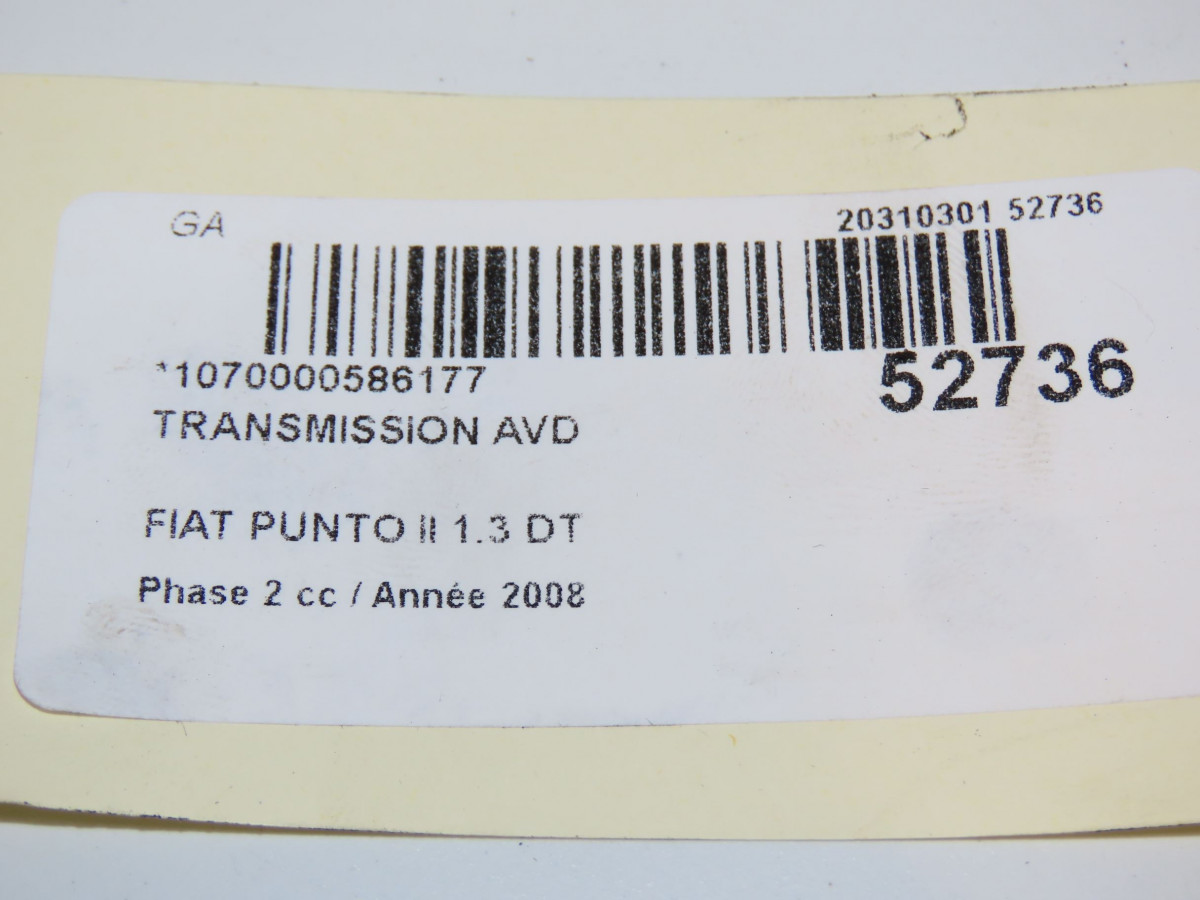 GA
20310301 52736
*1070000586177
52736
TRANSMISSION AVD
FIAT PUNTO II 1.3 DT
Phase 2 cc / Année 2008